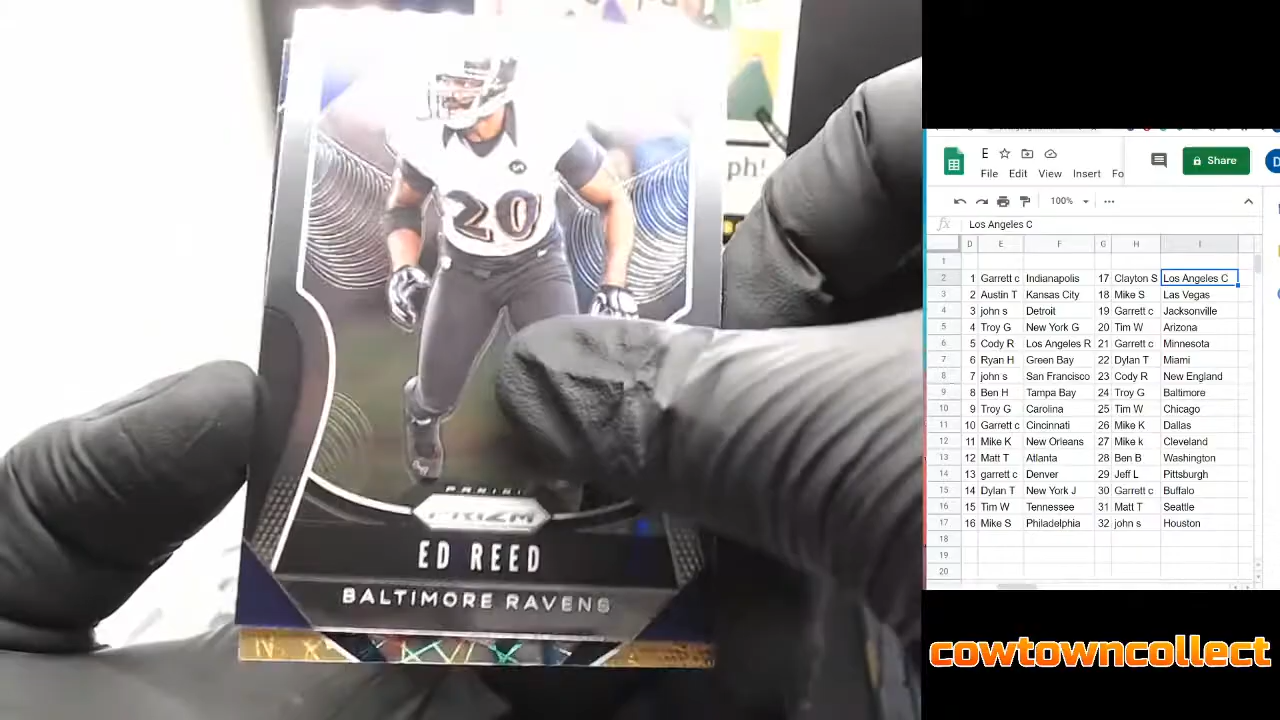 20
PANINI
PRIZM
ED REED
BALTIMORE RAVENS
ph!
E
File Edit View Insert Fo
Share
D
100%
fx Los Angeles C
D E F G H I
1
2 1 Garrett c Indianapolis 17 Clayton S Los Angeles C
3 2 Austin T Kansas City 18 Mike S Las Vegas
4 3 john s Detroit 19 Garrett c Jacksonville
5 4 Troy G New York G 20 Tim W Arizona
6 5 Cody R Los Angeles R 21 Garrett c Minnesota
7 6 Ryan H Green Bay 22 Dylan T Miami
8 7 john s San Francisco 23 Cody R New England
9 8 Ben H Tampa Bay 24 Troy G Baltimore
10 9 Troy G Carolina 25 Tim W Chicago
11 10 Garrett c Cincinnati 26 Mike K Dallas
12 11 Mike K New Orleans 27 Mike k Cleveland
13 12 Matt T Atlanta 28 Ben B Washington
14 13 garrett c Denver 29 Jeff L Pittsburgh
15 14 Dylan T New York J 30 Garrett c Buffalo
16 15 Tim W Tennessee 31 Matt T Seattle
17 16 Mike S Philadelphia 32 john s Houston
18
19
20
cowtowncollect